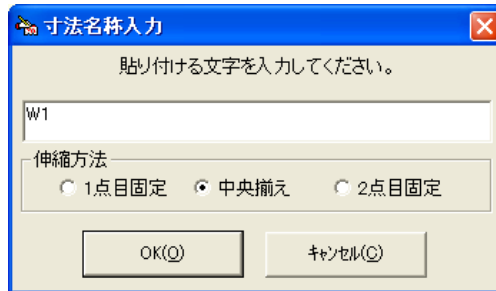 寸法名称入力
貼り付ける文字を入力してください。
W1
伸縮方法
1点目固定 中央揃え 2点目固定
OK(O) ｷｬﾝｾﾙ(C)